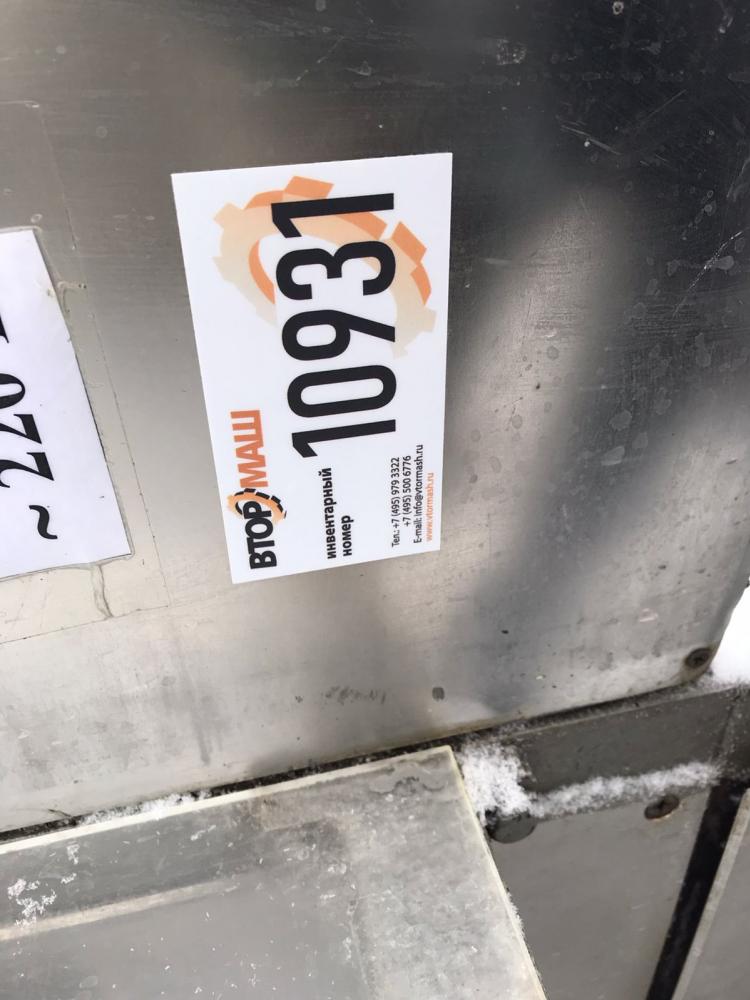 ВТОРМАШ
инвентарный
номер
10931
Тел.: +7 (495) 979 3322
+7 (495) 500 6776
E-mail: info@vtormash.ru
www.vtormash.ru
~ 220